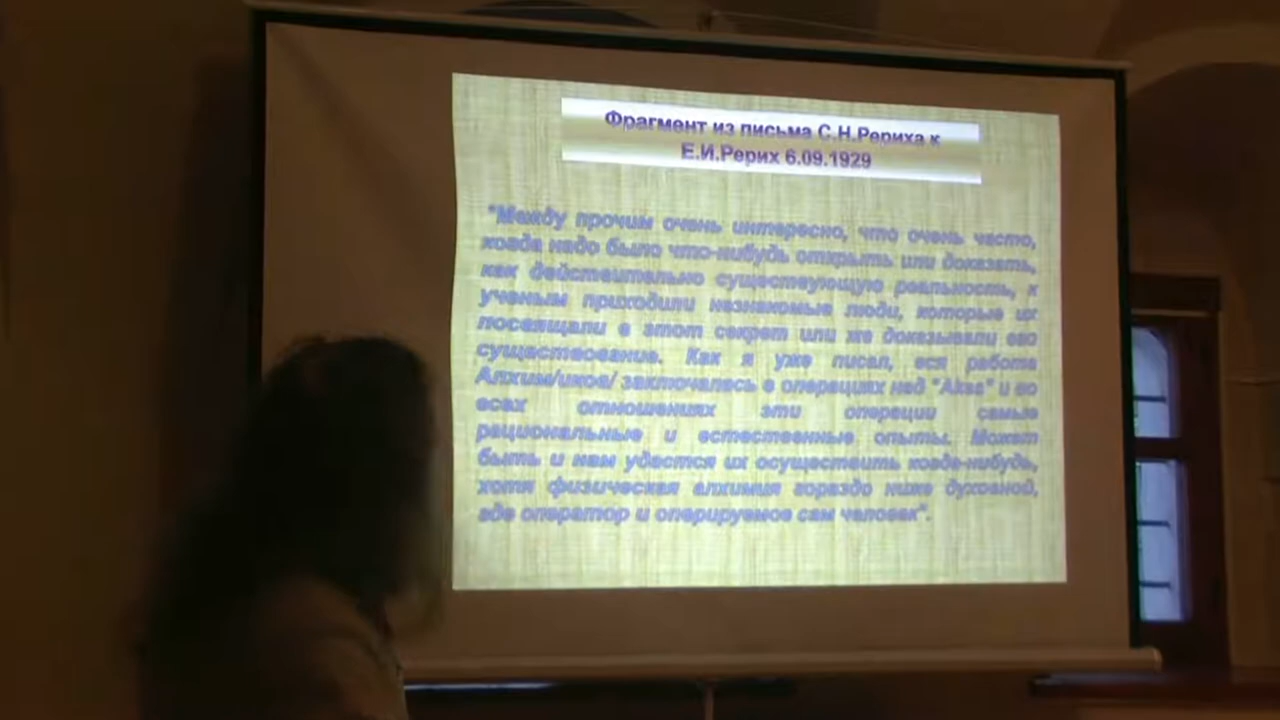 Фрагмент из письма С.Н.Рериха к
Е.И.Рерих 6.09.1929
"Между прочим очень интересно, что очень часто,
когда надо было что-нибудь открыть или доказать,
как действительно существующую реальность, к
ученым приходили незнакомые люди, которые их
посвящали в этот секрет или же доказывали его
существование. Как я уже писал, вся работа
Алхим/иков/ заключалась в операциях над "Akas" и во
всех отношениях эти операции самые
рациональные и естественные опыты. Может
быть и нам удастся их осуществить когда-нибудь,
хотя физическая алхимия гораздо ниже духовной,
где оператор и оперируемое сам человек".